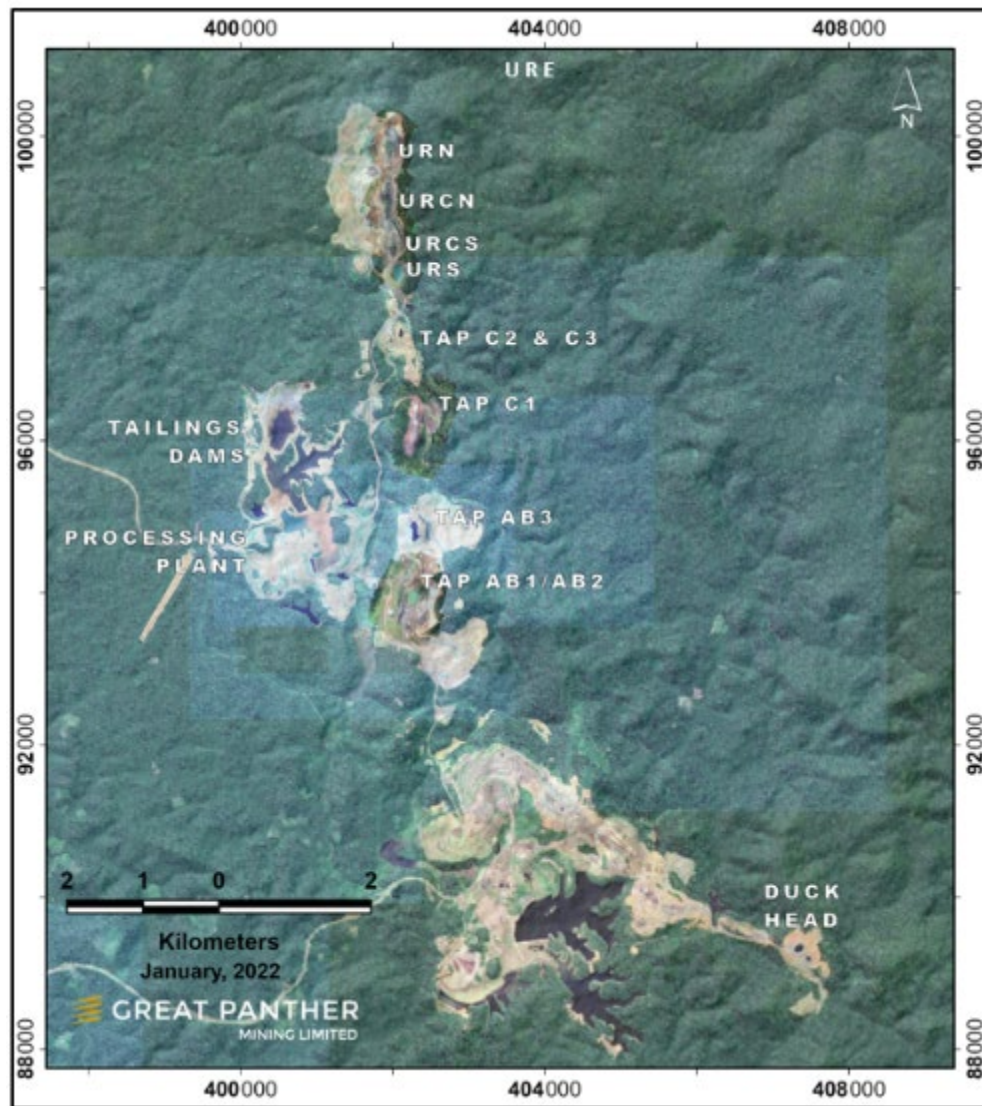 400000 404000 408000
URE
N
100000 100000
URN
URCN
URCS
URS
TAP C2 & C3
TAP C1
TAILINGS
DAMS
96000 96000
TAP AB3
PROCESSING
PLANT
TAP AB1/AB2
92000 92000
2 1 0 2
Kilometers
January, 2022
DUCK
HEAD
GREAT PANTHER
MINING LIMITED
88000 88000
400000 404000 408000